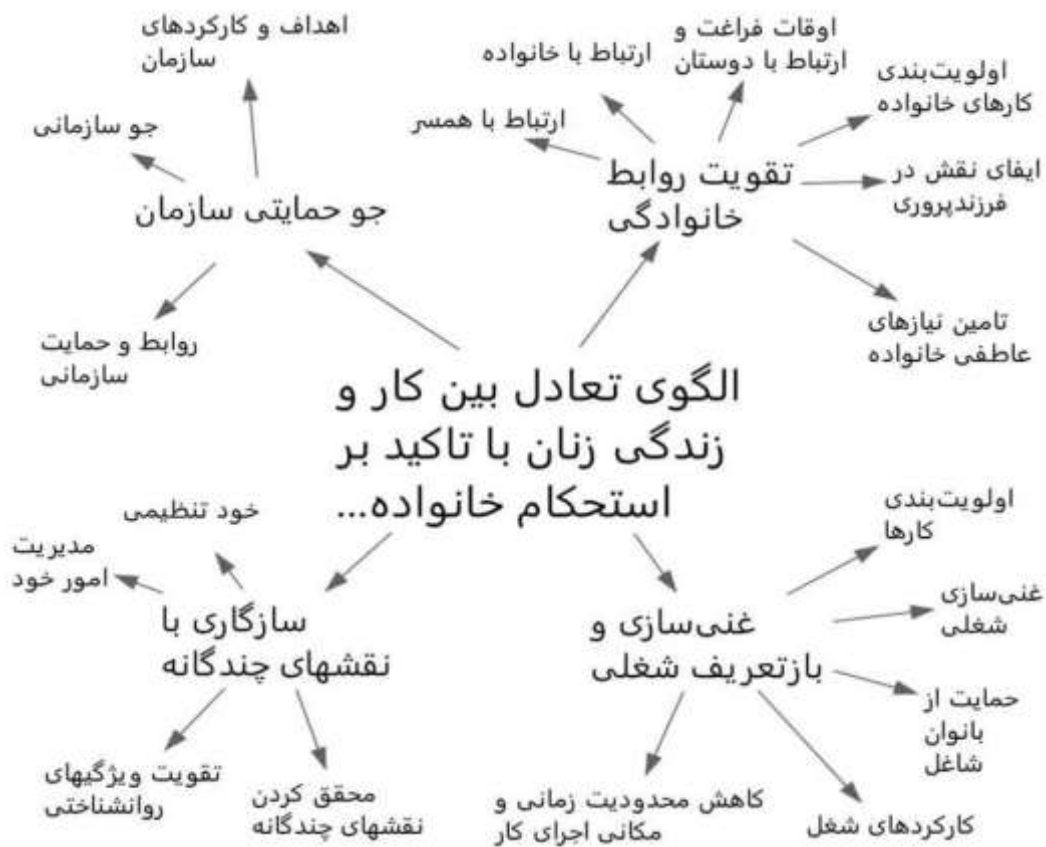 اهداف و کارکردهای
سازمان
جو سازمانی
جو حمایتی سازمان
روابط و حمایت
سازمانی
اوقات فراغت و
ارتباط با دوستان
ارتباط با خانواده
ارتباط با همسر
اولویت‌بندی
کارهای خانواده
تقویت روابط
خانوادگی
ایفای نقش در
فرزندپروری
تامین نیازهای
عاطفی خانواده
الگوی تعادل بین کار و
زندگی زنان با تاکید بر
استحکام خانواده...
خود تنظیمی
مدیریت
امور خود
سازگاری با
نقشهای چندگانه
تقویت ویژگیهای
روانشناختی
محقق کردن
نقشهای چندگانه
اولویت‌بندی
کارها
غنی‌سازی
شغلی
غنی‌سازی و
بازتعریف شغلی
حمایت از
بانوان
شاغل
کارکردهای شغل
کاهش محدودیت زمانی و
مکانی اجرای کار